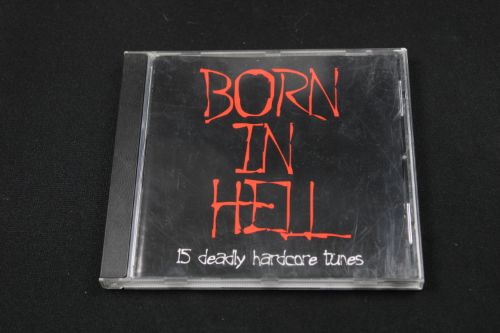 BORN
IN
HELL
15 deadly hardcore tunes